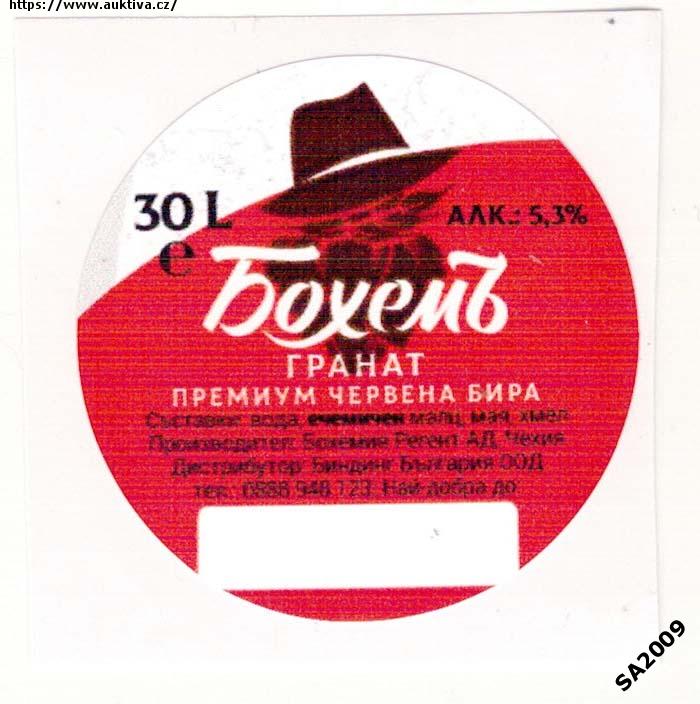 https://www.auktiva.cz/
30 L
e
АЛК.: 5,3%
Бохемъ
ГРАНАТ
ПРЕМИУМ ЧЕРВЕНА БИРА
Съставки: вода, ечемичен малц, мая, хмел
Производител: Бохемия Регент АД, Чехия
Дистрибутор: Биндинг България ООД
тел.: 0888 948 123. Най-добра до:
SA2009